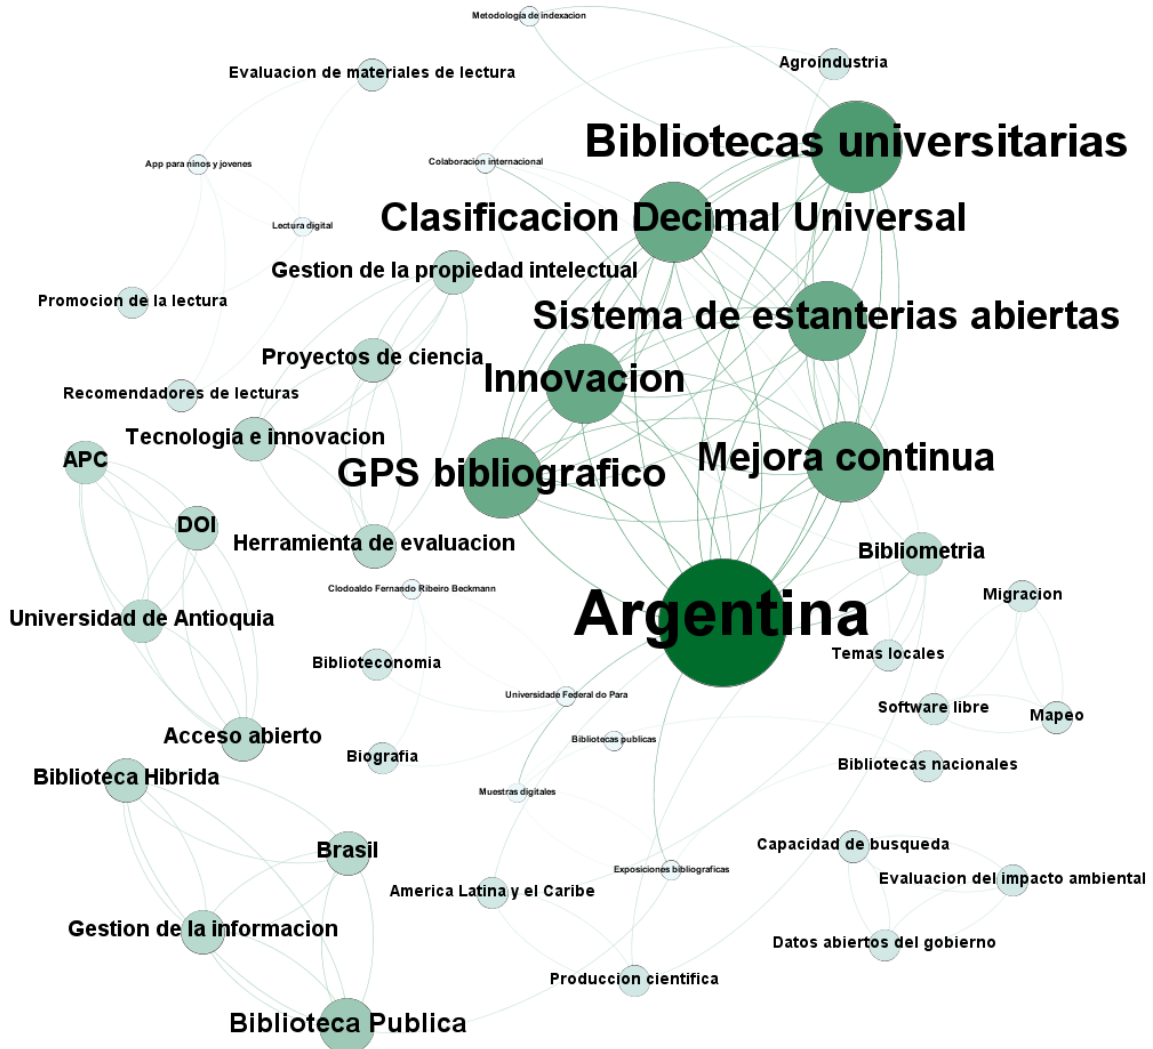 Metodologia de indexacion
Agroindustria
Evaluacion de materiales de lectura
Bibliotecas universitarias
App para ninos y jovenes
Colaboracion internacional
Clasificacion Decimal Universal
Lectura digital
Gestion de la propiedad intelectual
Promocion de la lectura
Sistema de estanterias abiertas
Proyectos de ciencia
Innovacion
Recomendadores de lecturas
Tecnologia e innovacion
APC
Mejora continua
GPS bibliografico
DOI
Herramienta de evaluacion
Bibliometria
Clodoaldo Fernando Ribeiro Beckmann
Migracion
Argentina
Universidad de Antioquia
Temas locales
Biblioteconomia
Universidade Federal do Para
Software libre
Mapeo
Acceso abierto
Bibliotecas publicas
Biografia
Bibliotecas nacionales
Biblioteca Hibrida
Muestras digitales
Capacidad de busqueda
Brasil
Exposiciones bibliograficas
Evaluacion del impacto ambiental
America Latina y el Caribe
Gestion de la informacion
Datos abiertos del gobierno
Produccion cientifica
Biblioteca Publica